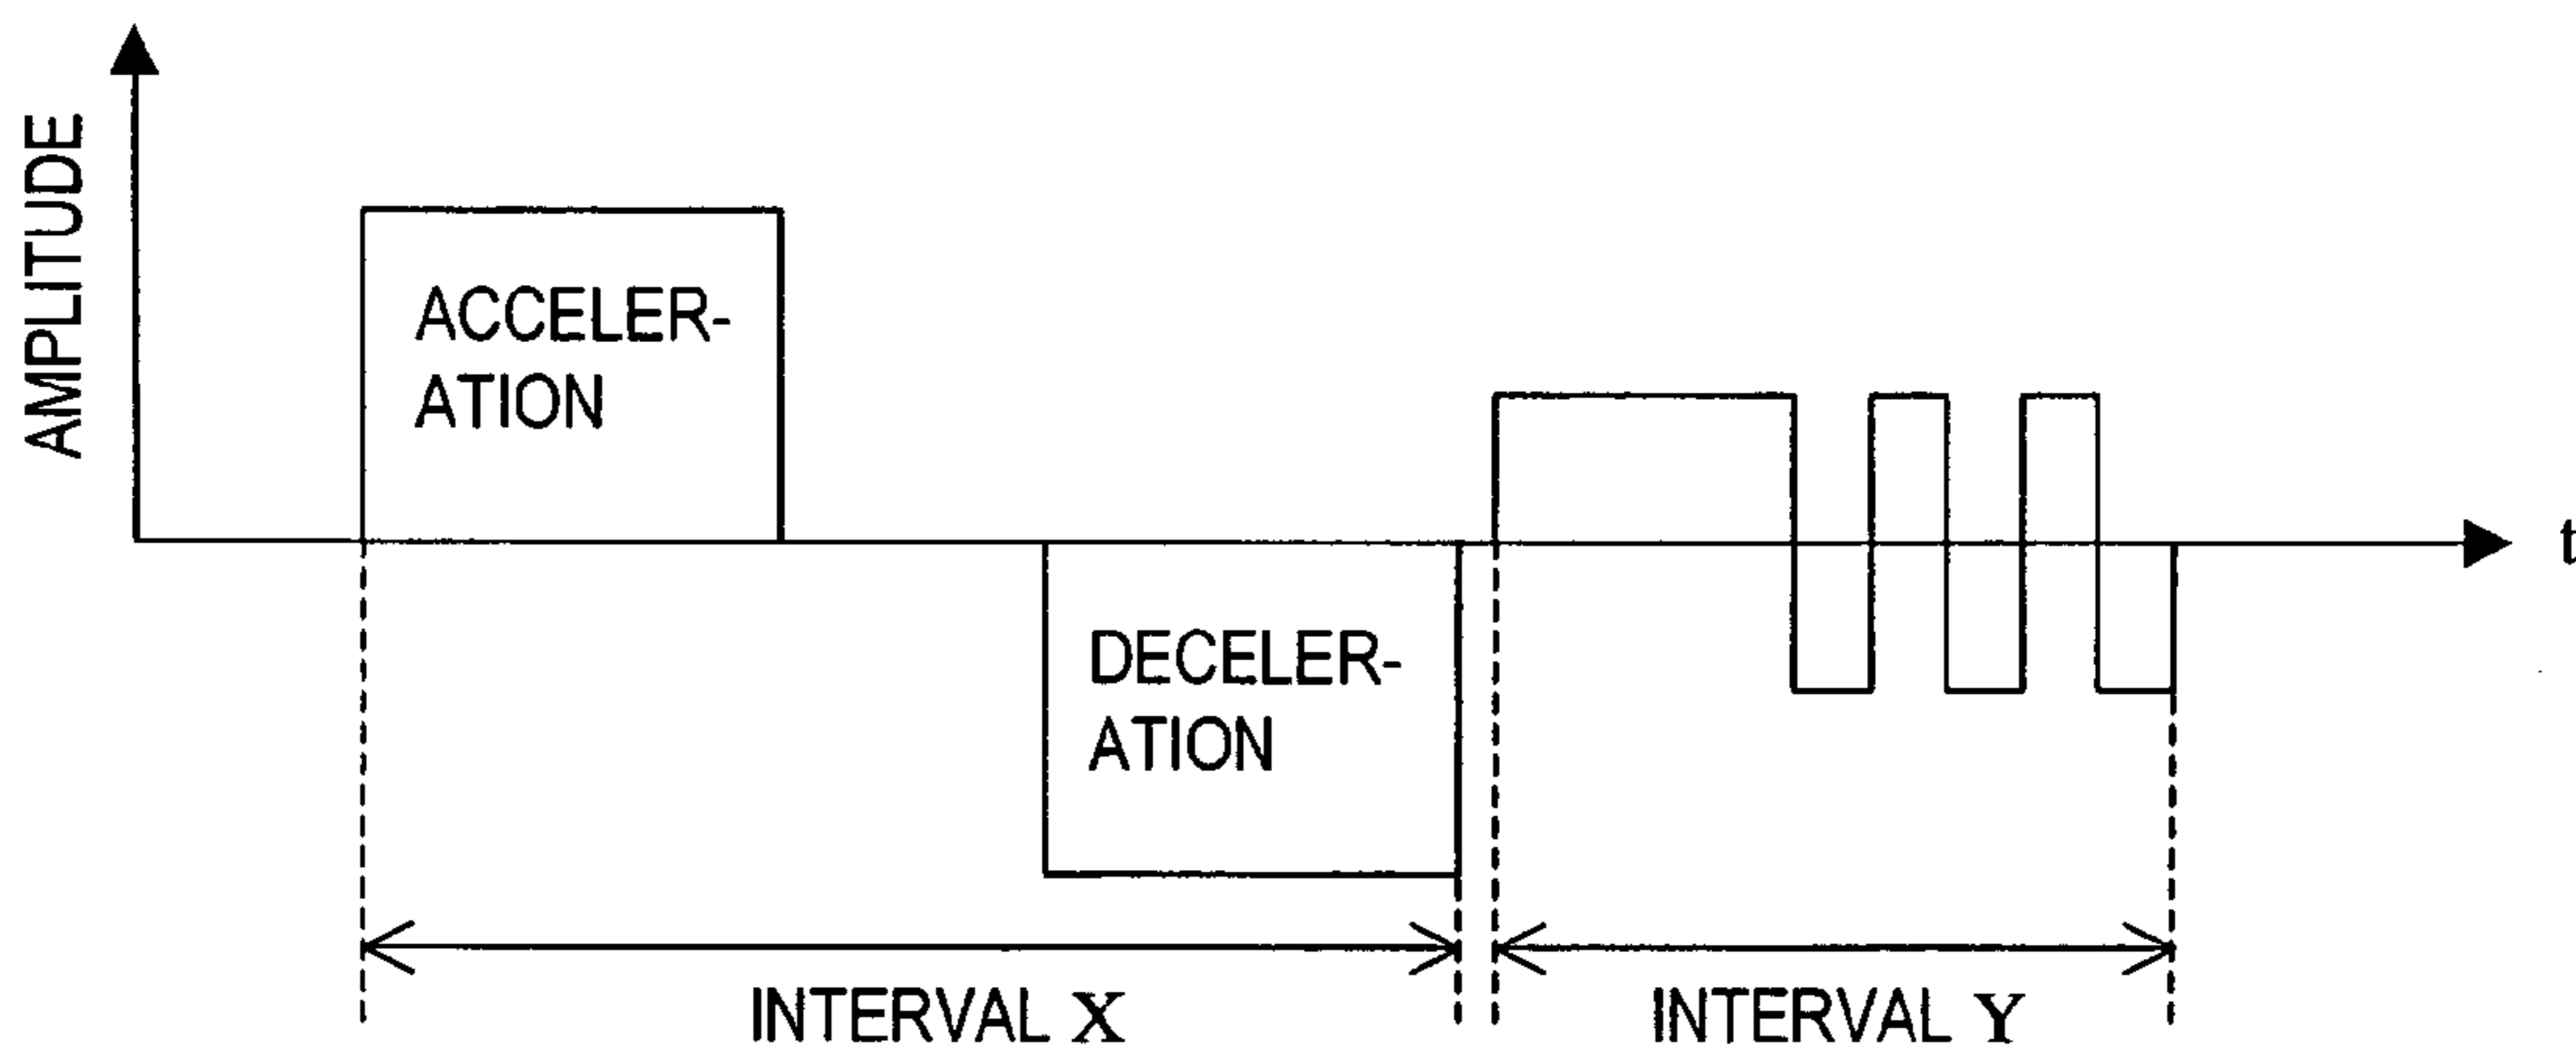 AMPLITUDE
ACCELER-
ATION
DECELER-
ATION
t
INTERVAL X
INTERVAL Y